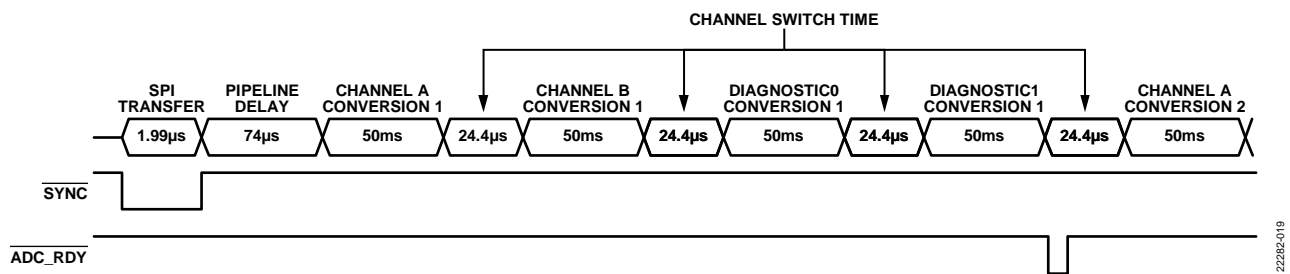 CHANNEL SWITCH TIME
SPI TRANSFER
PIPELINE DELAY
CHANNEL A CONVERSION 1
CHANNEL B CONVERSION 1
DIAGNOSTIC0 CONVERSION 1
DIAGNOSTIC1 CONVERSION 1
CHANNEL A CONVERSION 2
1.99µs
74µs
50ms
24.4µs
50ms
24.4µs
50ms
24.4µs
50ms
24.4µs
50ms
SYNC
ADC_RDY
22282-019